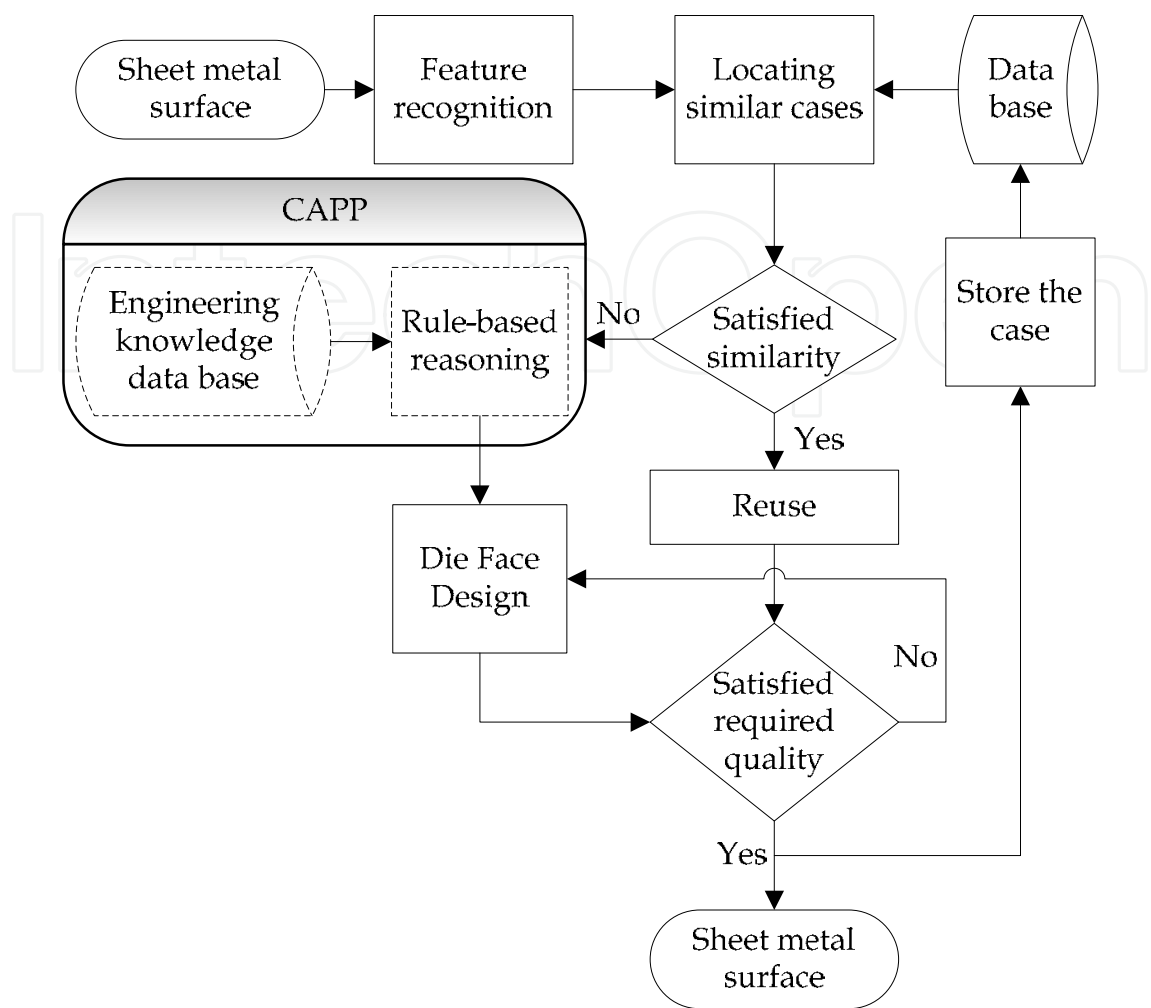 Sheet metal
surface
Feature
recognition
Locating
similar cases
Data
base
CAPP
Engineering
knowledge
data base
Rule-based
reasoning
No
Satisfied
similarity
Store the
case
Yes
Reuse
Die Face
Design
No
Satisfied
required
quality
Yes
Sheet metal
surface
IntechOpen